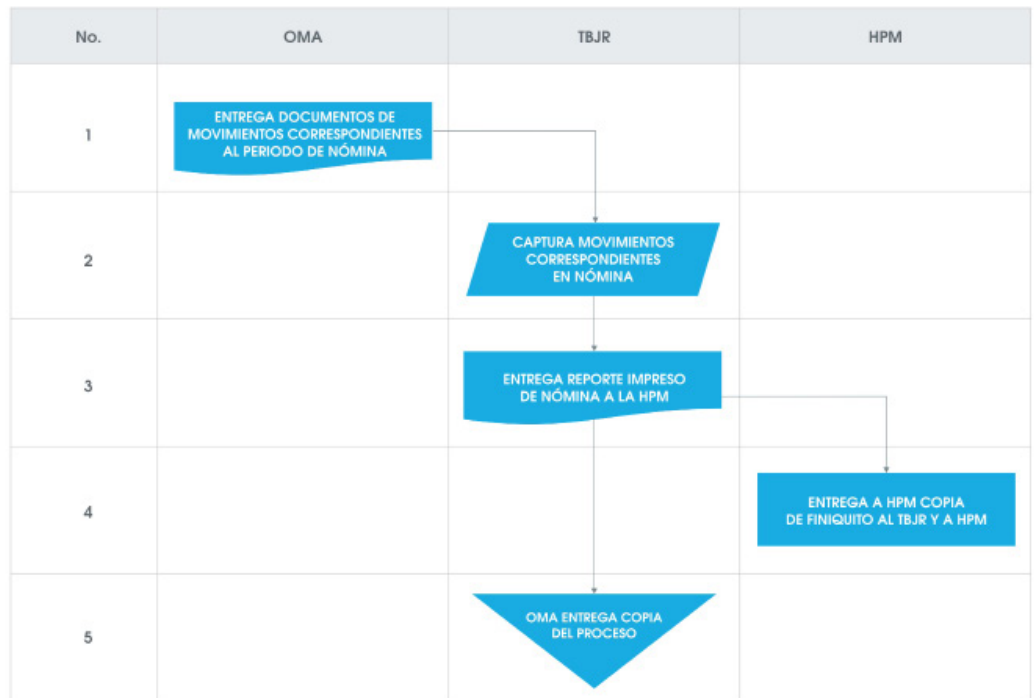 No. OMA TBJR HPM
1
ENTREGA DOCUMENTOS DE
MOVIMIENTOS CORRESPONDIENTES
AL PERIODO DE NÓMINA
2
CAPTURA MOVIMIENTOS
CORRESPONDIENTES
EN NÓMINA
3
ENTREGA REPORTE IMPRESO
DE NÓMINA A LA HPM
4
ENTREGA A HPM COPIA
DE FINIQUITO AL TBJR Y A HPM
5
OMA ENTREGA COPIA
DEL PROCESO